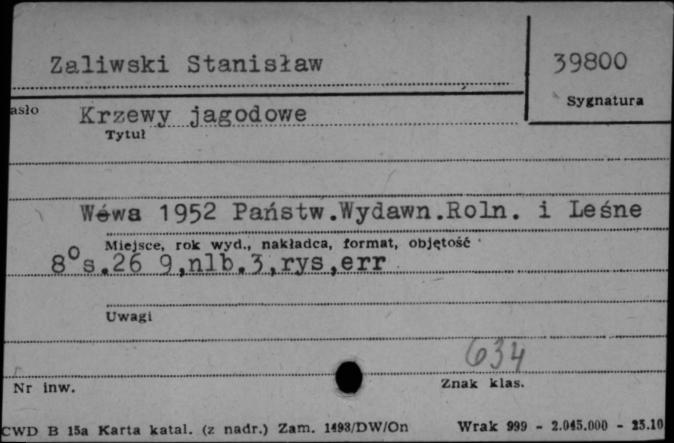 Zaliwski Stanisław 39800
Sygnatura
asło Krzewy jagodowe
Tytuł
Wéwa 1952 Państw.Wydawn.Roln. i Leśne
Miejsce, rok wyd., nakładca, format, objętość
8⁰s.26 9,nlb.3,rys,err
Uwagi
634
Nr inw. Znak klas.
CWD B 15a Karta katal. (z nadr.) Zam. 1493/DW/On Wrak 999 - 2.045.000 - 25.10